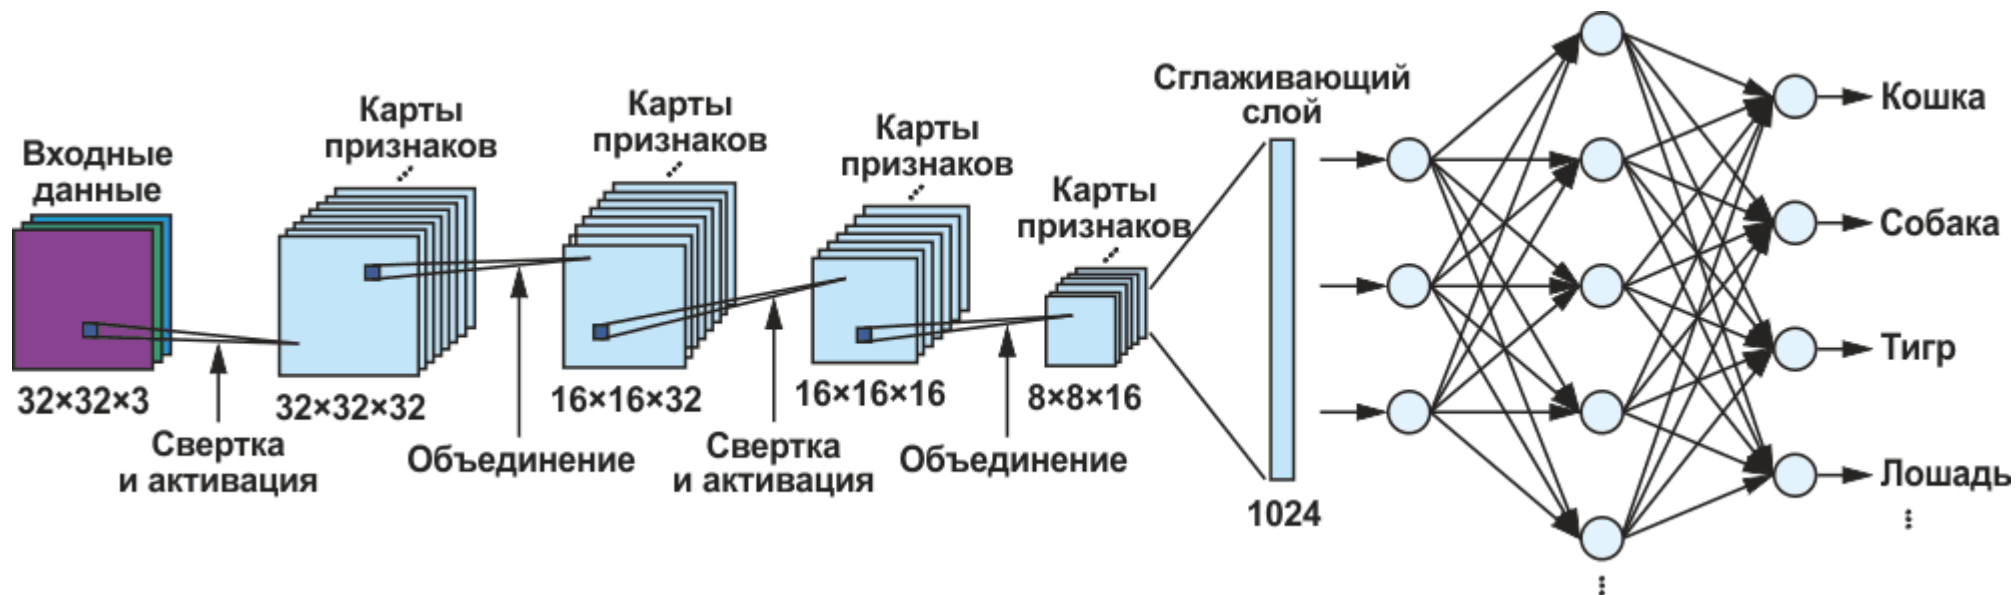 Входные
данные
32×32×3
Свертка
и активация
Карты
признаков
32×32×32
Объединение
Карты
признаков
16×16×32
Свертка
и активация
Карты
признаков
16×16×16
Объединение
Карты
признаков
8×8×16
Сглаживающий
слой
1024
Кошка
Собака
Тигр
Лошадь